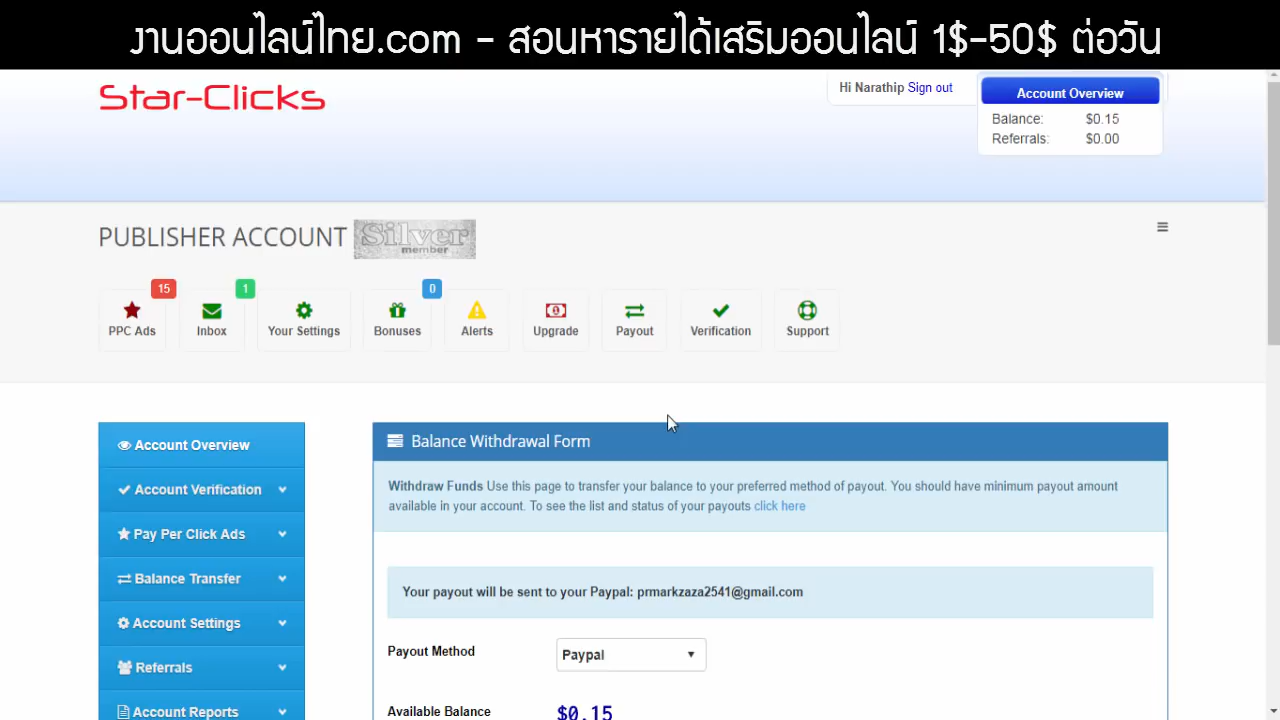 งานออนไลน์ไทย.com - สอนหารายได้เสริมออนไลน์ 1$-50$ ต่อวัน
Star-Clicks
Hi Narathip Sign out
Account Overview
Balance: $0.15
Referrals: $0.00
PUBLISHER ACCOUNT Silver member
15 1 0
PPC Ads Inbox Your Settings Bonuses Alerts Upgrade Payout Verification Support
Account Overview
Account Verification
Pay Per Click Ads
Balance Transfer
Account Settings
Referrals
Account Reports
Balance Withdrawal Form
Withdraw Funds Use this page to transfer your balance to your preferred method of payout. You should have minimum payout amount
available in your account. To see the list and status of your payouts click here
Your payout will be sent to your Paypal: prmarkzaza2541@gmail.com
Payout Method Paypal
Available Balance $0.15